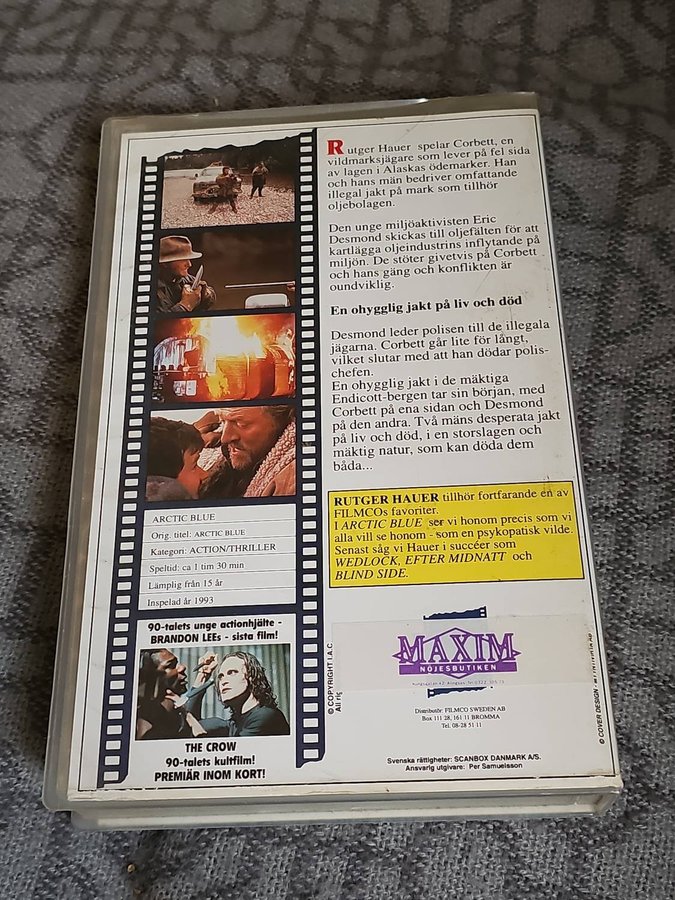 Rutger Hauer spelar Corbett, en
vildmarksjägare som lever på fel sida
av lagen i Alaskas ödemarker. Han
och hans män bedriver omfattande
illegal jakt på mark som tillhör
oljebolagen.
Den unge miljöaktivisten Eric
Desmond skickas till oljefälten för att
kartlägga oljeindustrins inflytande på
miljön. De stöter givetvis på Corbett
och hans gäng och konflikten är
oundviklig.
En ohygglig jakt på liv och död
Desmond leder polisen till de illegala
jägarna. Corbett går lite för långt,
vilket slutar med att han dödar polis-
chefen.
En ohygglig jakt i de mäktiga
Endicott-bergen tar sin början, med
Corbett på ena sidan och Desmond
på den andra. Två mäns desperata jakt
på liv och död, i en storslagen och
mäktig natur, som kan döda dem
båda...
RUTGER HAUER tillhör fortfarande en av
FILMCOs favoriter.
I ARCTIC BLUE ser vi honom precis som vi
alla vill se honom - som en psykopatisk vilde.
Senast såg vi Hauer i succéer som
WEDLOCK, EFTER MIDNATT och
BLIND SIDE.
ARCTIC BLUE
Orig. titel: ARCTIC BLUE
Kategori: ACTION/THRILLER
Speltid: ca 1 tim 30 min
Lämplig från 15 år
Inspelad år 1993
90-talets unge actionhjälte -
BRANDON LEEs - sista film!
THE CROW
90-talets kultfilm!
PREMIÄR INOM KORT!
© COPYRIGHT I.A.C
All
MAXIM
NÖJESBUTIKEN
Distributör: FILMCO SWEDEN AB
Box 111 28, 161 11 BROMMA
Tel. 08-28 51 11
Svenska rättigheter: SCANBOX DANMARK A/S.
Ansvarig utgivare: Per Samuelsson
© COVER DESIGN -